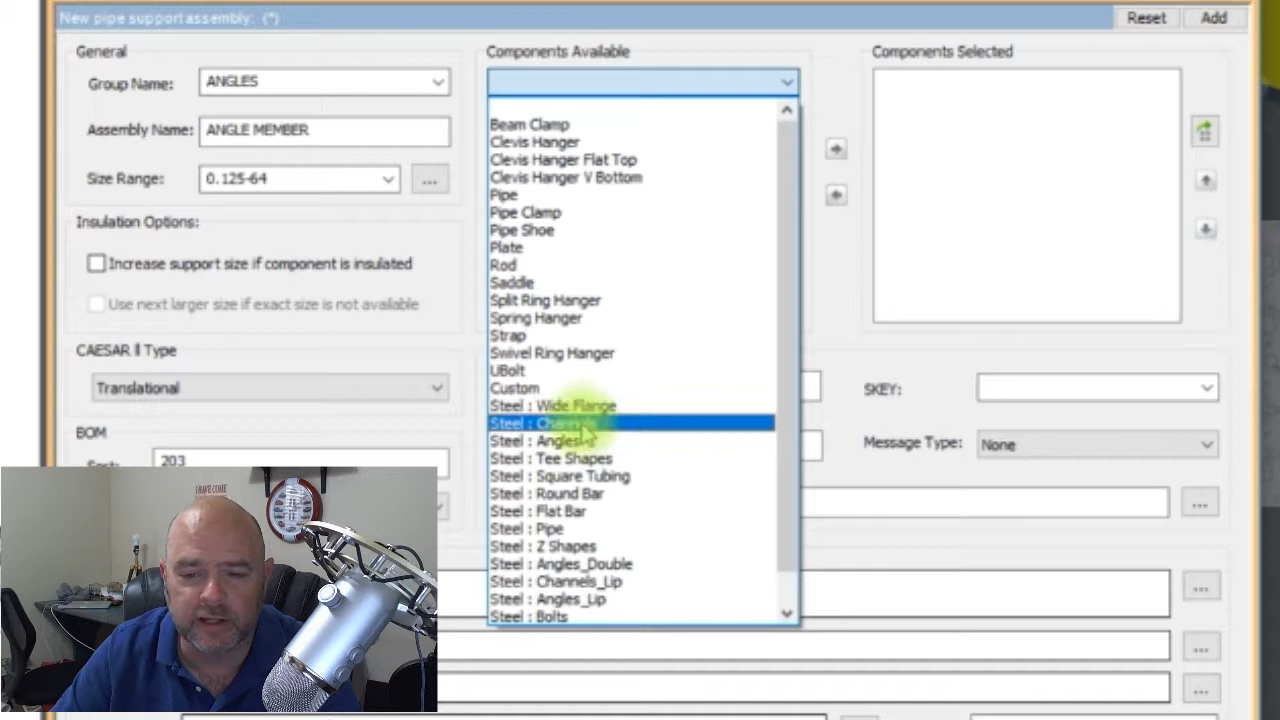 New pipe support assembly: (*)
Reset
Add
General
Group Name:
ANGLES
Assembly Name:
ANGLE MEMBER
Size Range:
0.125-64
...
Insulation Options:
Increase support size if component is insulated
Use next larger size if exact size is not available
CAESAR II Type
Translational
BOM
203
Components Available
Beam Clamp
Clevis Hanger
Clevis Hanger Flat Top
Clevis Hanger V Bottom
Pipe
Pipe Clamp
Pipe Shoe
Plate
Rod
Saddle
Split Ring Hanger
Spring Hanger
Strap
Swivel Ring Hanger
UBolt
Custom
Steel : Wide Flange
Steel : Channels
Steel : Angles
Steel : Tee Shapes
Steel : Square Tubing
Steel : Round Bar
Steel : Flat Bar
Steel : Pipe
Steel : Z Shapes
Steel : Angles_Double
Steel : Channels_Lip
Steel : Angles_Lip
Steel : Bolts
Components Selected
SKEY:
Message Type:
None
...
...
...
...
I HAVE COME